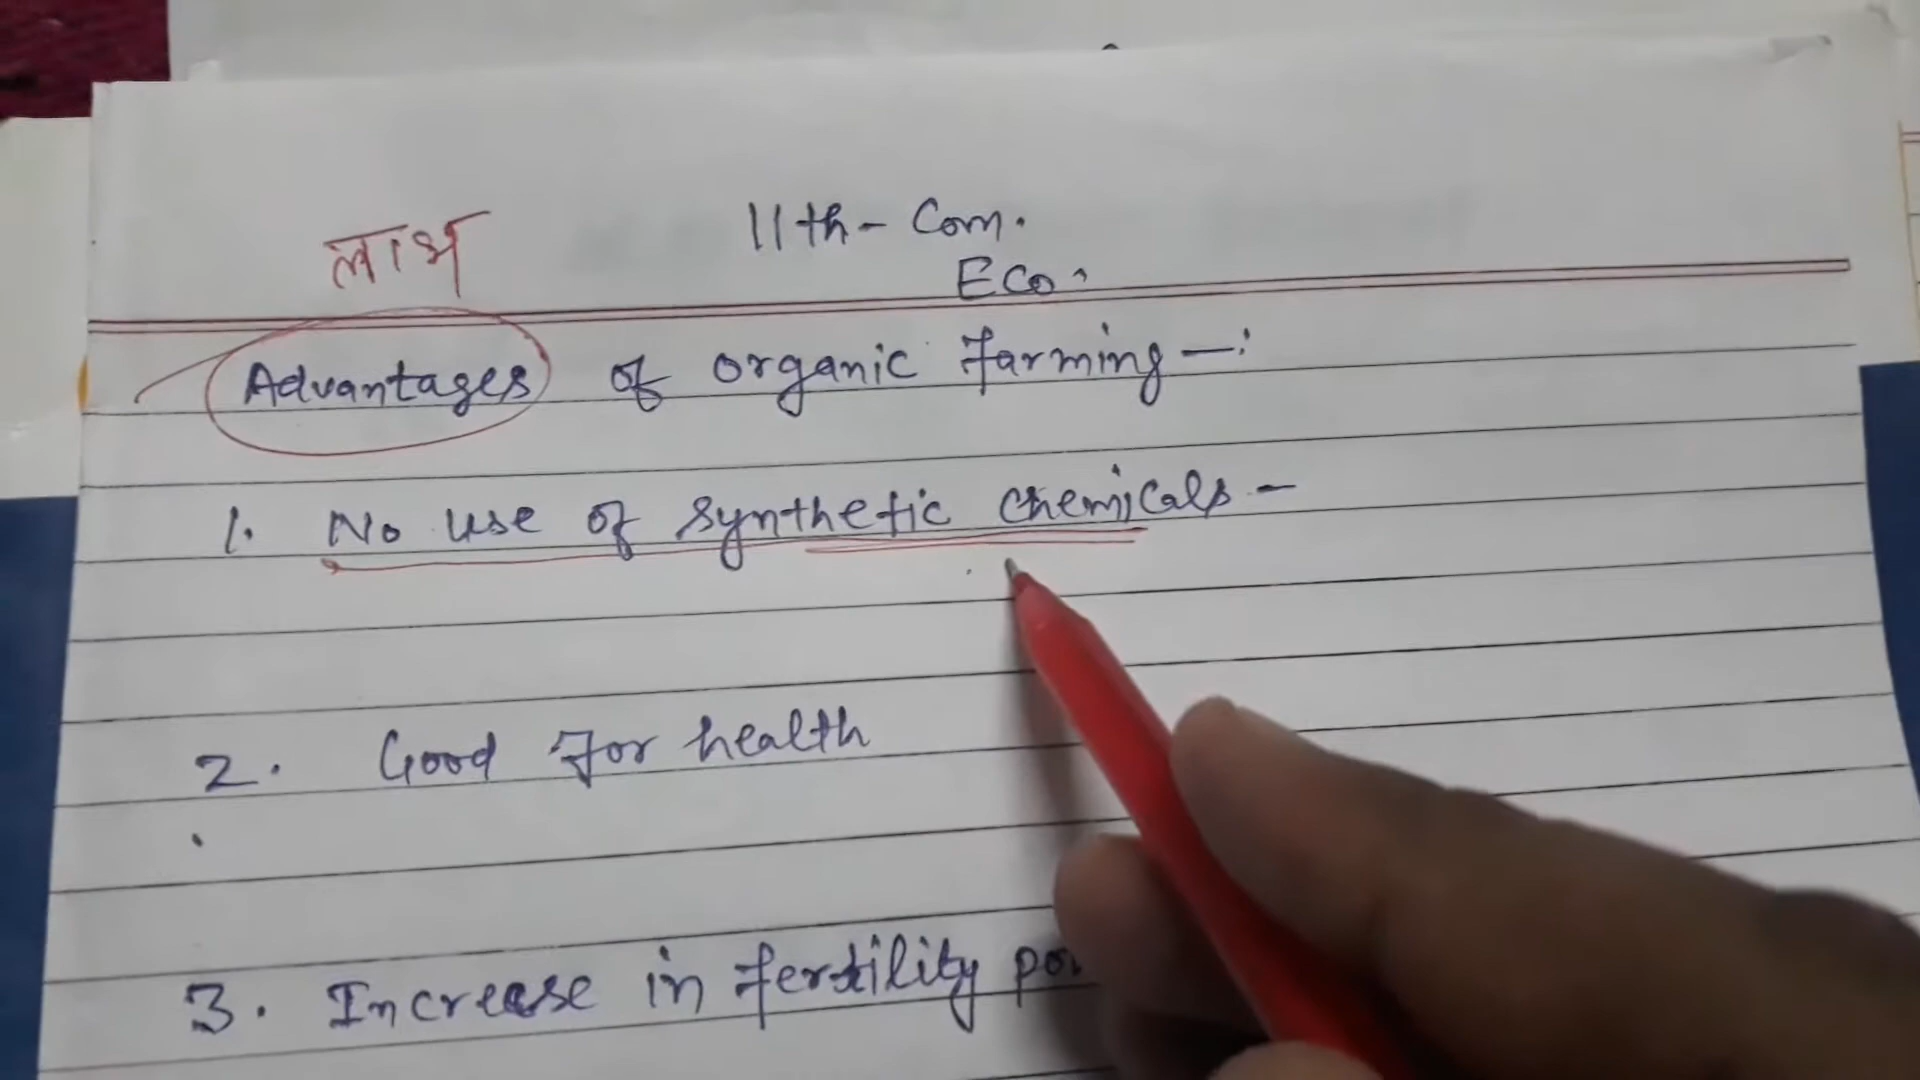 11th - Com.
लाभ
Eco.
Advantages of organic farming -:
1. No use of synthetic chemicals -
2. Good for health
3. Increase in fertility